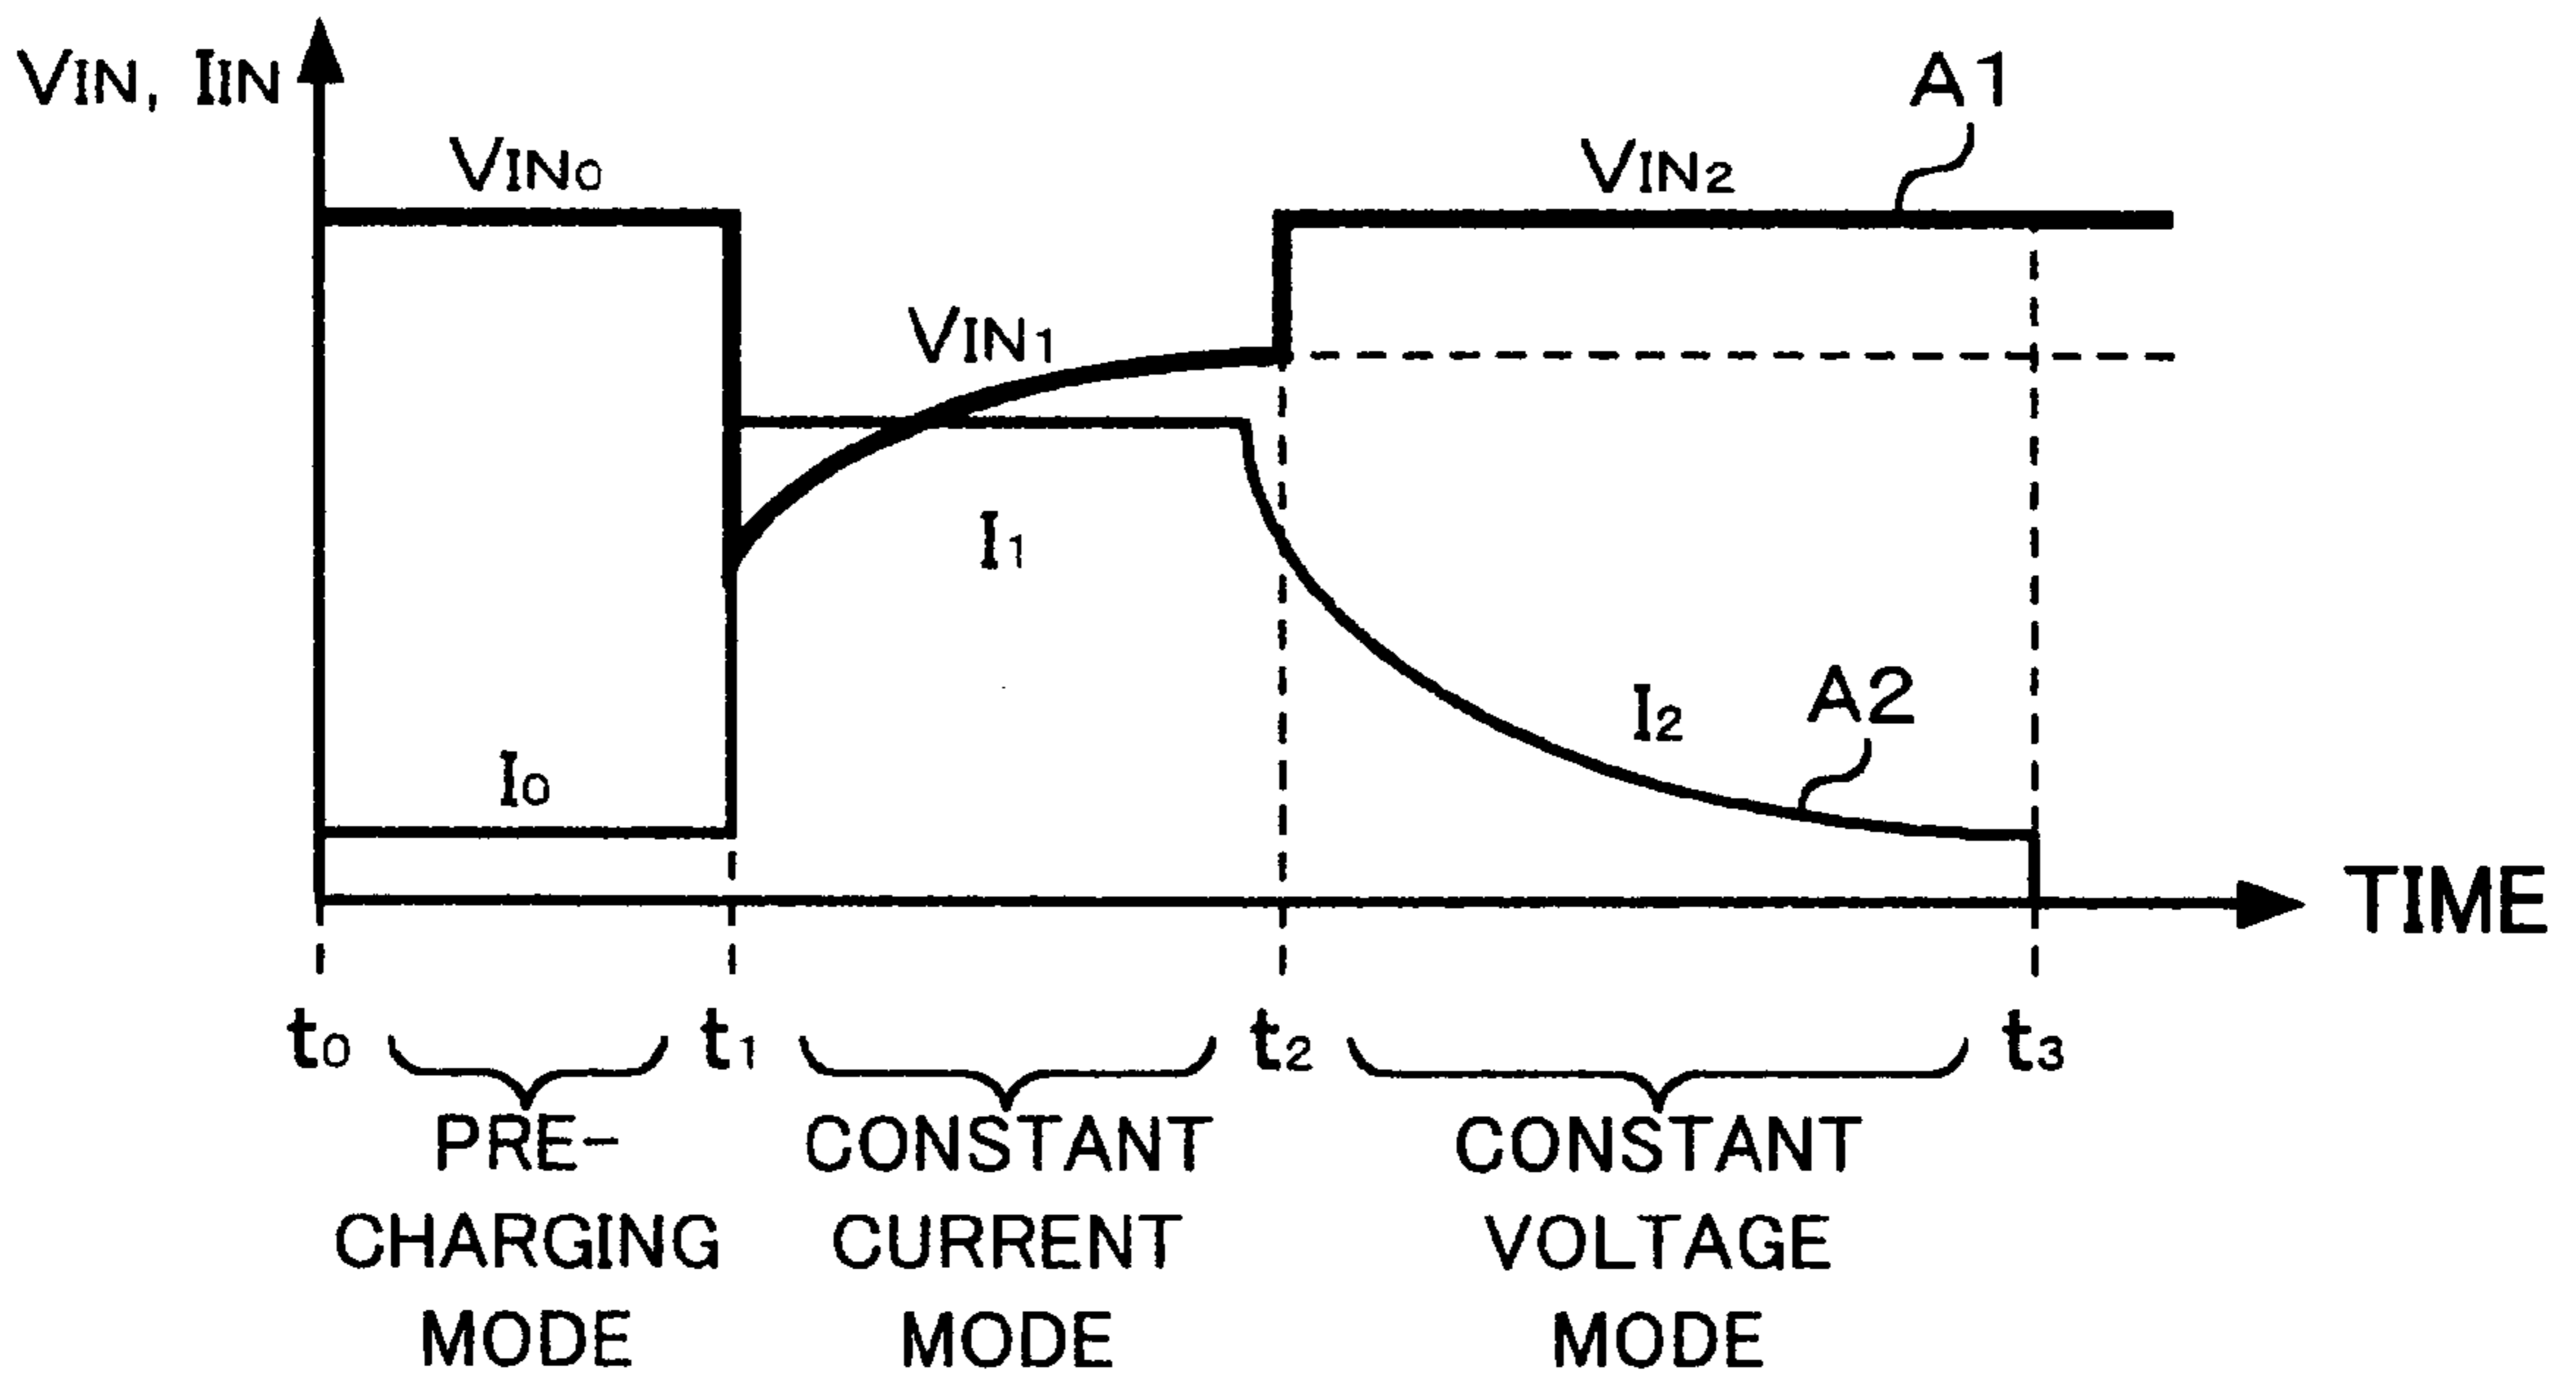 VIN, IIN
A1
VIN0
VIN2
VIN1
I1
I2
A2
I0
TIME
t0
t1
t2
t3
PRE-
CHARGING
MODE
CONSTANT
CURRENT
MODE
CONSTANT
VOLTAGE
MODE